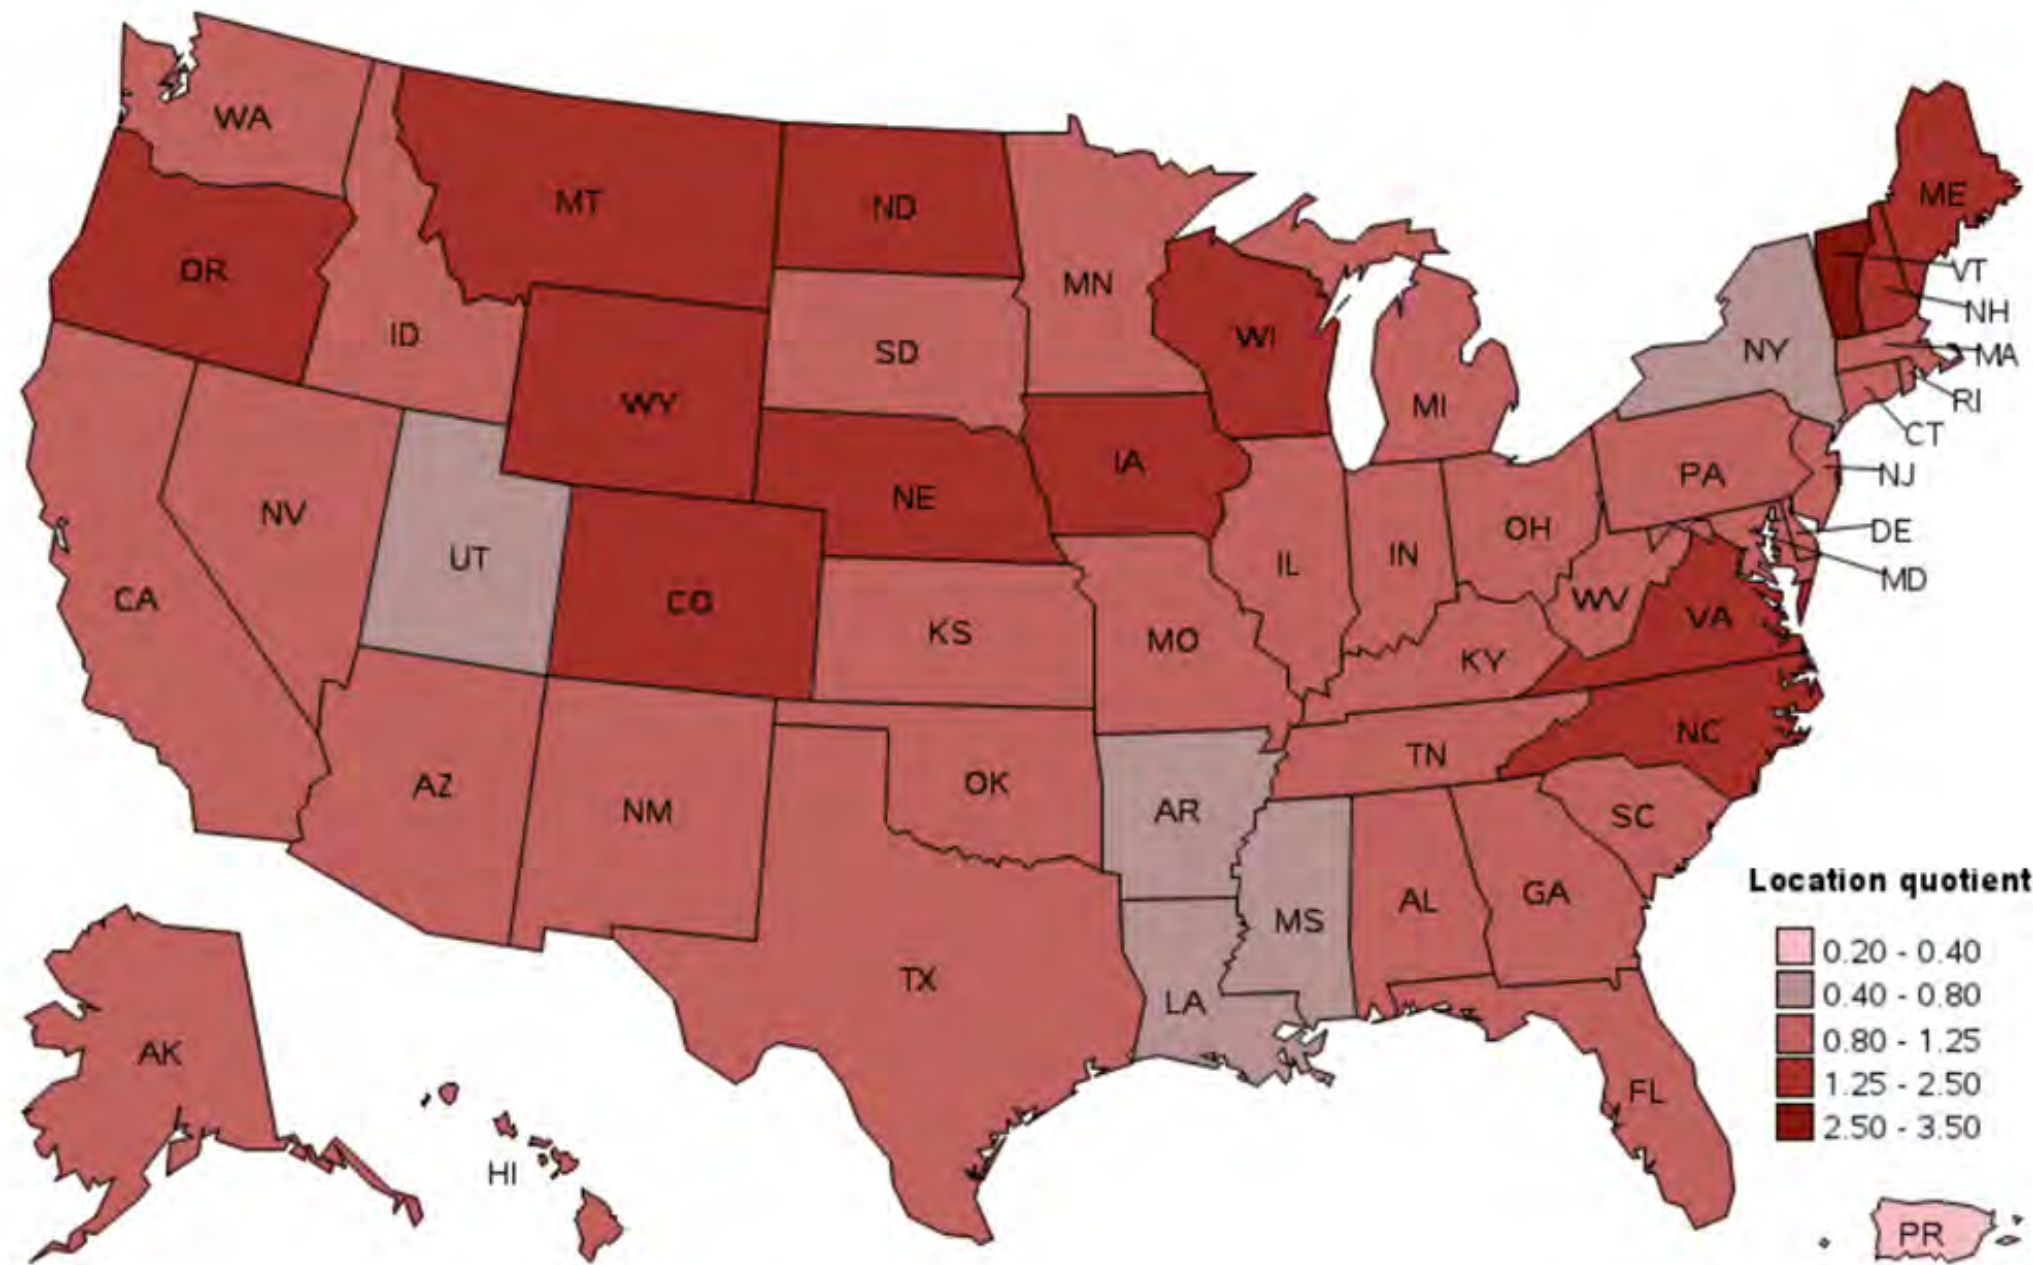 WA
MT
ND
ME
OR
MN
VT
NH
ID
SD
WI
NY
MA
WY
MI
RI
CT
IA
NE
PA
NJ
NV
UT
OH
DE
IL
IN
MD
CA
CO
KS
MO
WV
VA
KY
NC
TN
AZ
NM
OK
AR
SC
Location quotient
MS
AL
GA
0.20 - 0.40
TX
LA
0.40 - 0.80
0.80 - 1.25
AK
FL
1.25 - 2.50
2.50 - 3.50
HI
PR